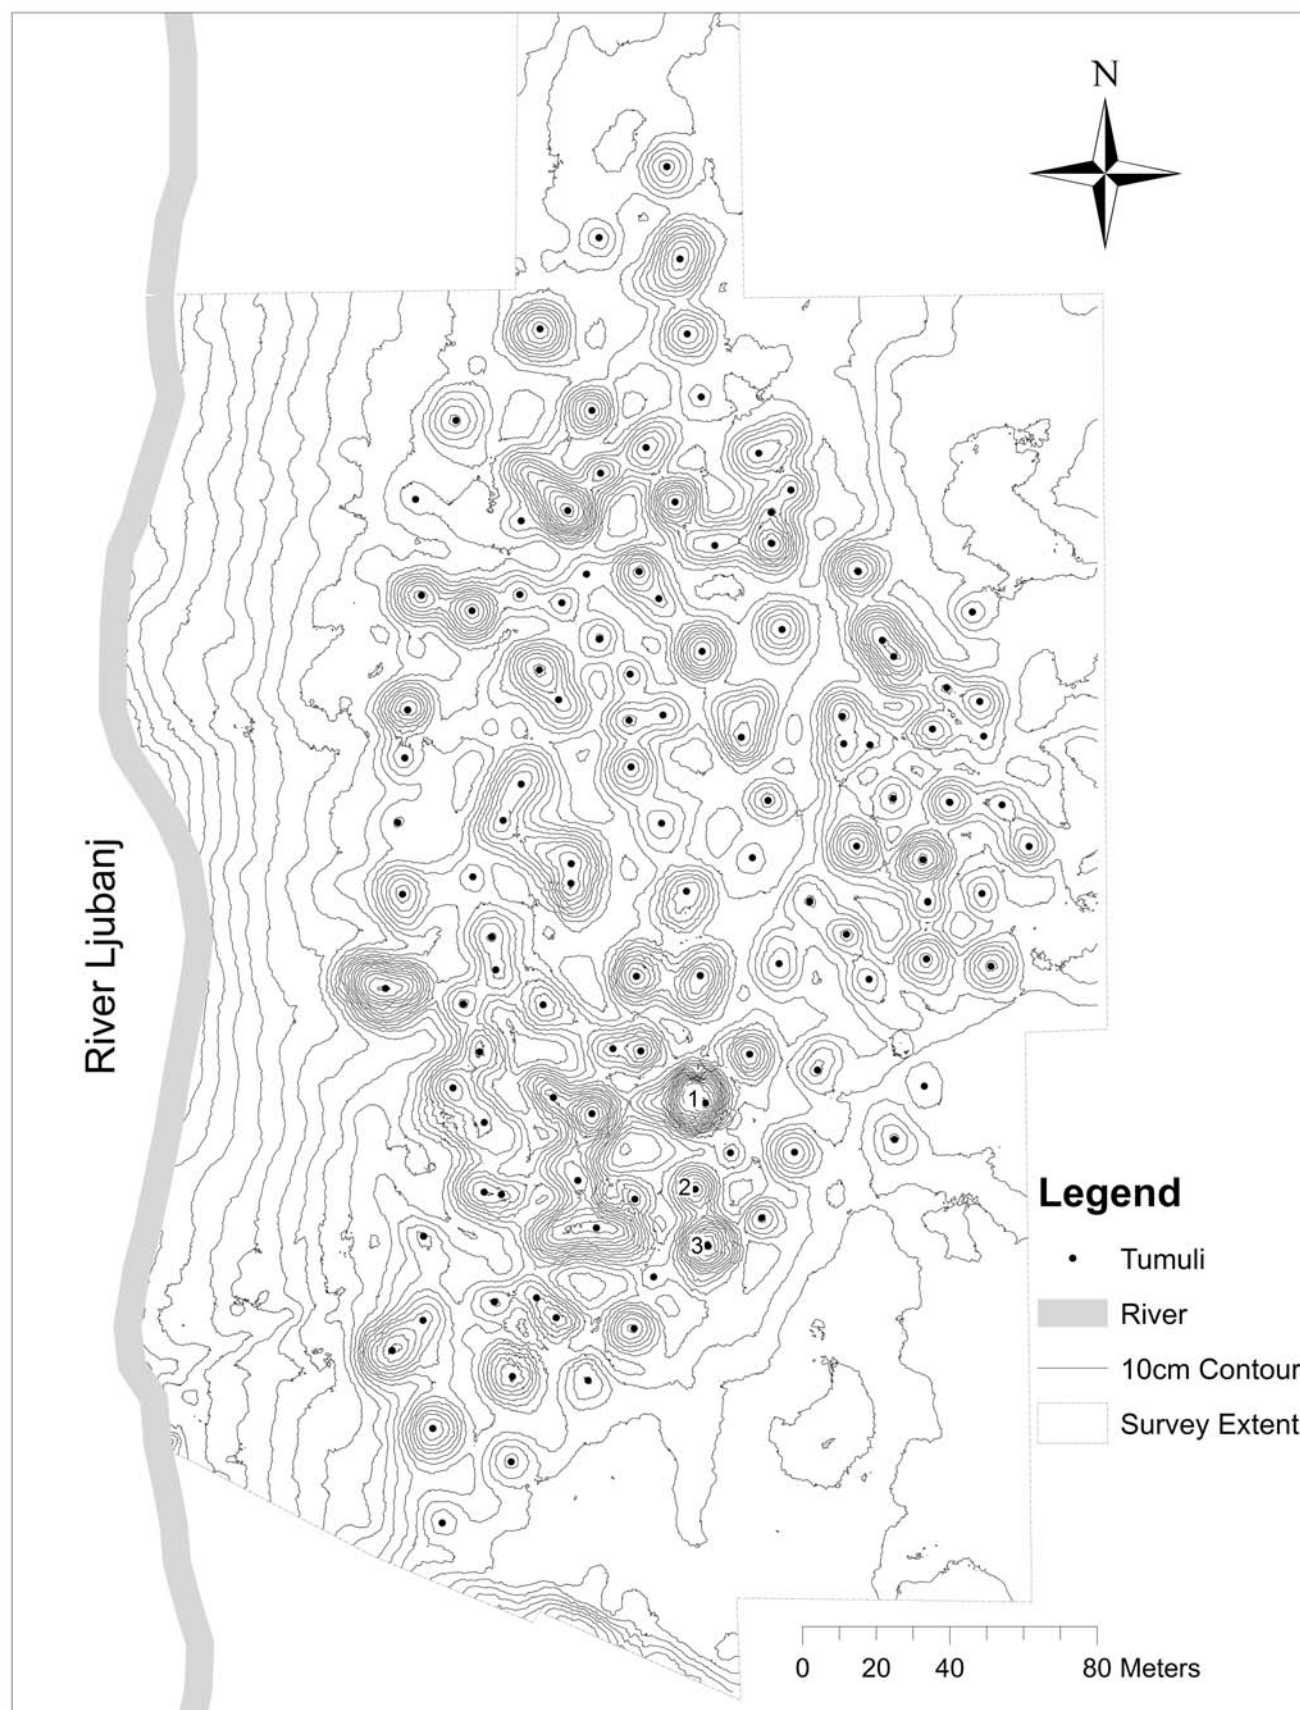 N
River Ljubanj
1
2
3
Legend
Tumuli
River
10cm Contour
Survey Extent
0 20 40 80 Meters